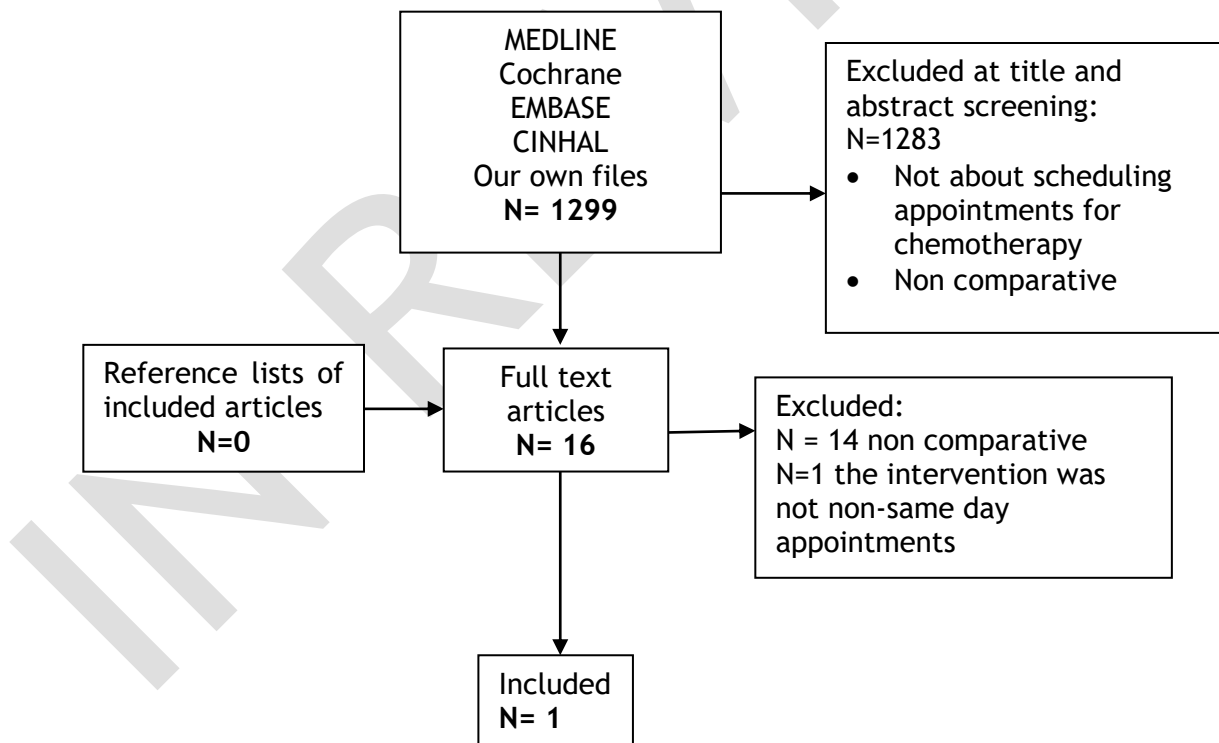 MEDLINE
Cochrane
EMBASE
CINHAL
Our own files
N= 1299
Excluded at title and
abstract screening:
N=1283
• Not about scheduling
appointments for
chemotherapy
• Non comparative
Reference lists of
included articles
N=0
Full text
articles
N= 16
Excluded:
N = 14 non comparative
N=1 the intervention was
not non-same day
appointments
Included
N= 1